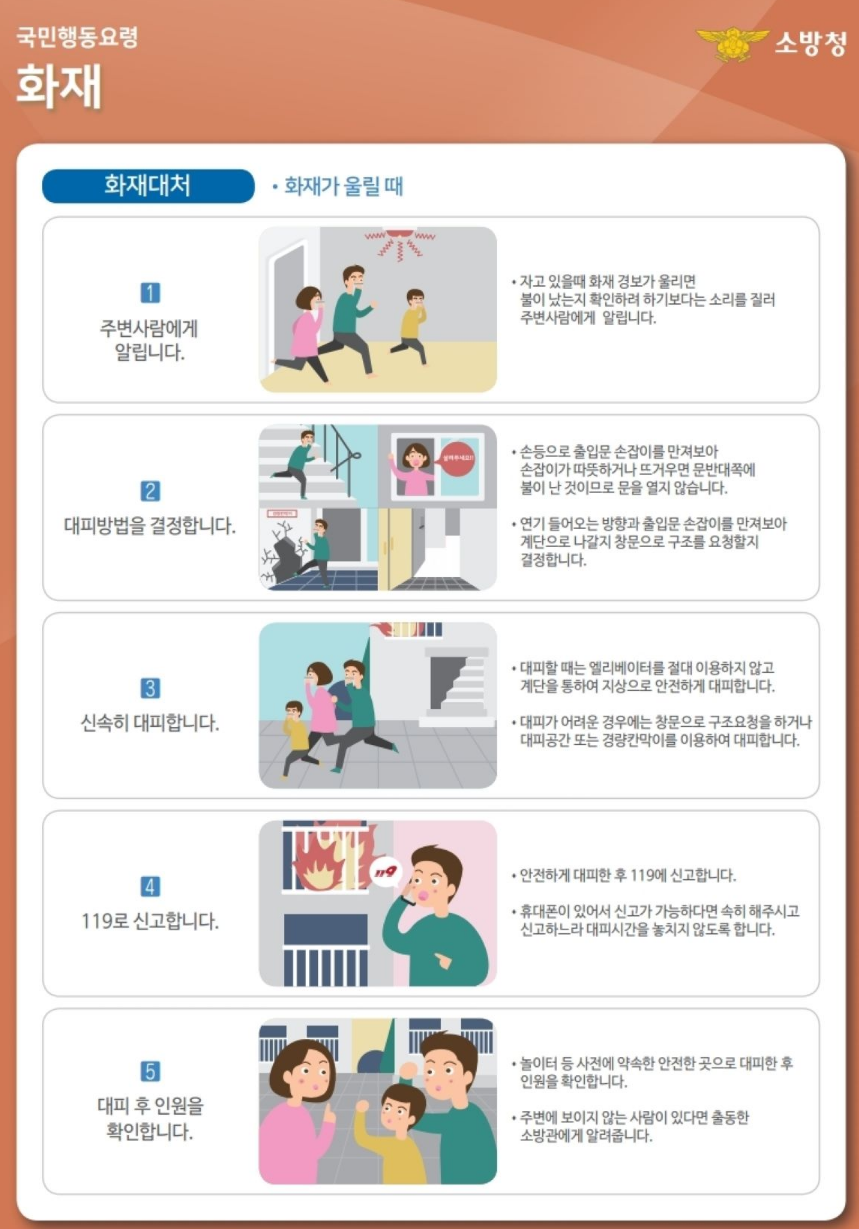 국민행동요령
화재
소방청
화재대처
• 화재가 울릴 때
1
주변사람에게
알립니다.
• 자고 있을때 화재 경보가 울리면
불이 났는지 확인하려 하기보다는 소리를 질러
주변사람에게 알립니다.
2
대피방법을 결정합니다.
살려주세요!!
• 손등으로 출입문 손잡이를 만져보아
손잡이가 따뜻하거나 뜨거우면 문반대쪽에
불이 난 것이므로 문을 열지 않습니다.
• 연기 들어오는 방향과 출입문 손잡이를 만져보아
계단으로 나갈지 창문으로 구조를 요청할지
결정합니다.
3
신속히 대피합니다.
• 대피할 때는 엘리베이터를 절대 이용하지 않고
계단을 통하여 지상으로 안전하게 대피합니다.
• 대피가 어려운 경우에는 창문으로 구조요청을 하거나
대피공간 또는 경량칸막이를 이용하여 대피합니다.
4
119로 신고합니다.
119
• 안전하게 대피한 후 119에 신고합니다.
• 휴대폰이 있어서 신고가 가능하다면 속히 해주시고
신고하느라 대피시간을 놓치지 않도록 합니다.
5
대피 후 인원을
확인합니다.
• 놀이터 등 사전에 약속한 안전한 곳으로 대피한 후
인원을 확인합니다.
• 주변에 보이지 않는 사람이 있다면 출동한
소방관에게 알려줍니다.